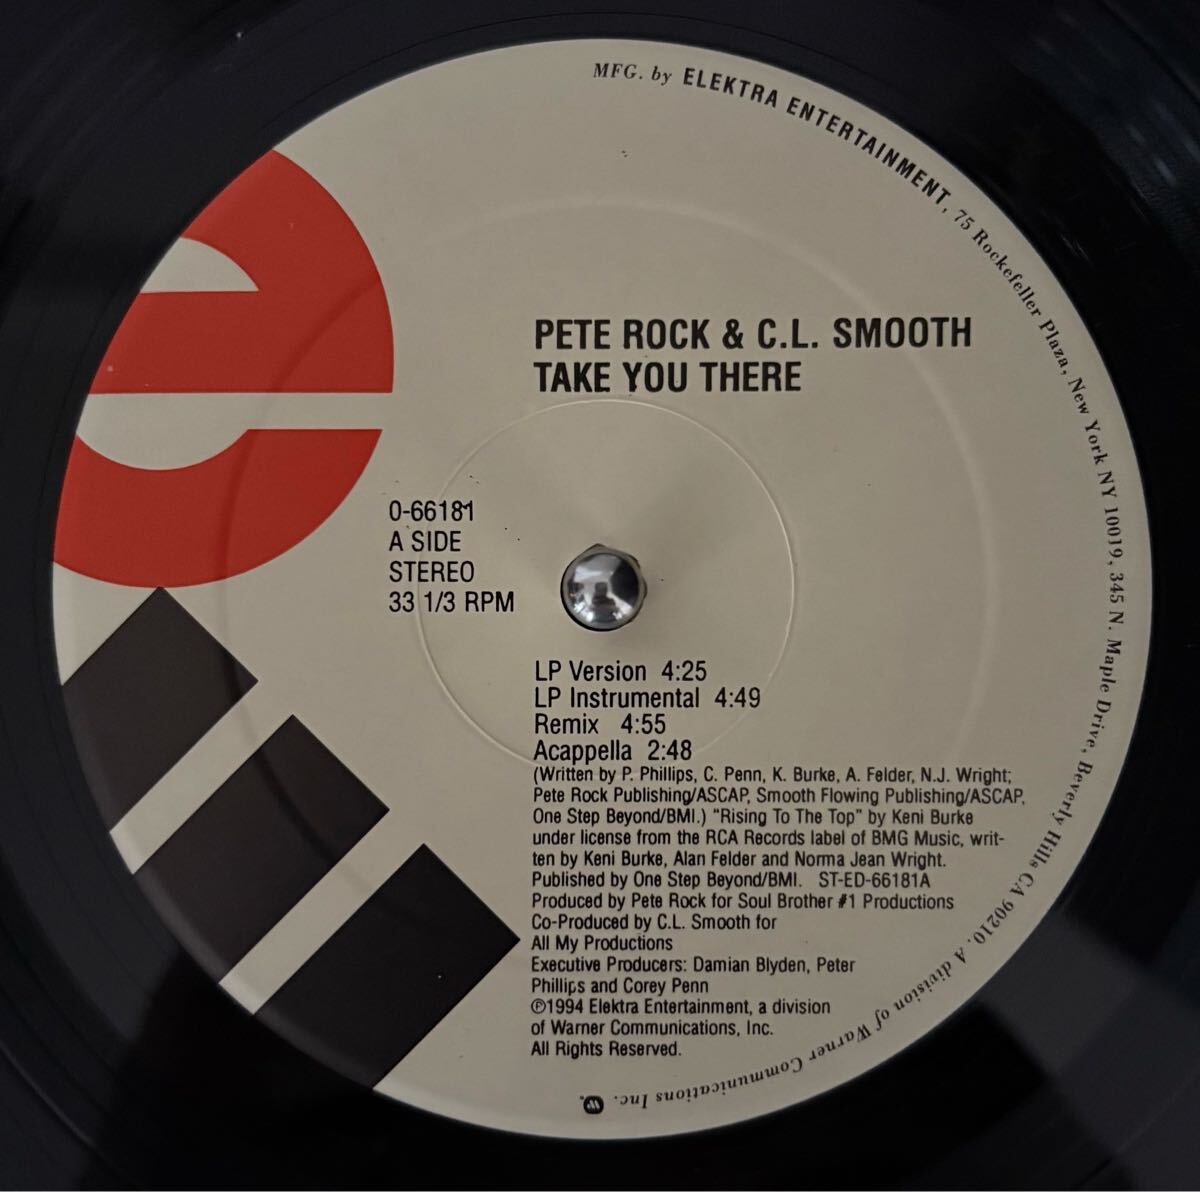 MFG. by ELEKTRA ENTERTAINMENT, 75 Rockefeller Plaza, New York NY 10019, 345 N. Maple Drive, Beverly Hills CA 90210. A division of Warner Communications Inc.
e
PETE ROCK & C.L. SMOOTH
TAKE YOU THERE
0-66181
A SIDE
STEREO
33 1/3 RPM
LP Version 4:25
LP Instrumental 4:49
Remix 4:55
Acappella 2:48
(Written by P. Phillips, C. Penn, K. Burke, A. Felder, N.J. Wright;
Pete Rock Publishing/ASCAP, Smooth Flowing Publishing/ASCAP,
One Step Beyond/BMI.) "Rising To The Top" by Keni Burke
under license from the RCA Records label of BMG Music, writ-
ten by Keni Burke, Alan Felder and Norma Jean Wright.
Published by One Step Beyond/BMI. ST-ED-66181A
Produced by Pete Rock for Soul Brother #1 Productions
Co-Produced by C.L. Smooth for
All My Productions
Executive Producers: Damian Blyden, Peter
Phillips and Corey Penn
℗1994 Elektra Entertainment, a division
of Warner Communications, Inc.
All Rights Reserved.